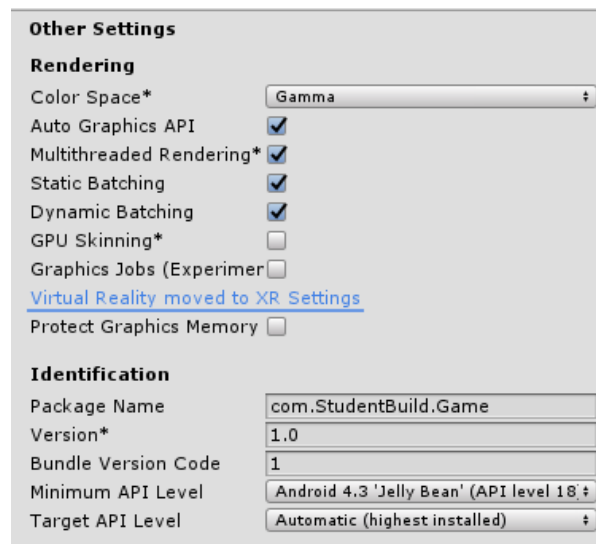 Other Settings
Rendering
Color Space* Gamma
Auto Graphics API
Multithreaded Rendering*
Static Batching
Dynamic Batching
GPU Skinning*
Graphics Jobs (Experimer
Virtual Reality moved to XR Settings
Protect Graphics Memory
Identification
Package Name com.StudentBuild.Game
Version* 1.0
Bundle Version Code 1
Minimum API Level Android 4.3 'Jelly Bean' (API level 18)
Target API Level Automatic (highest installed)